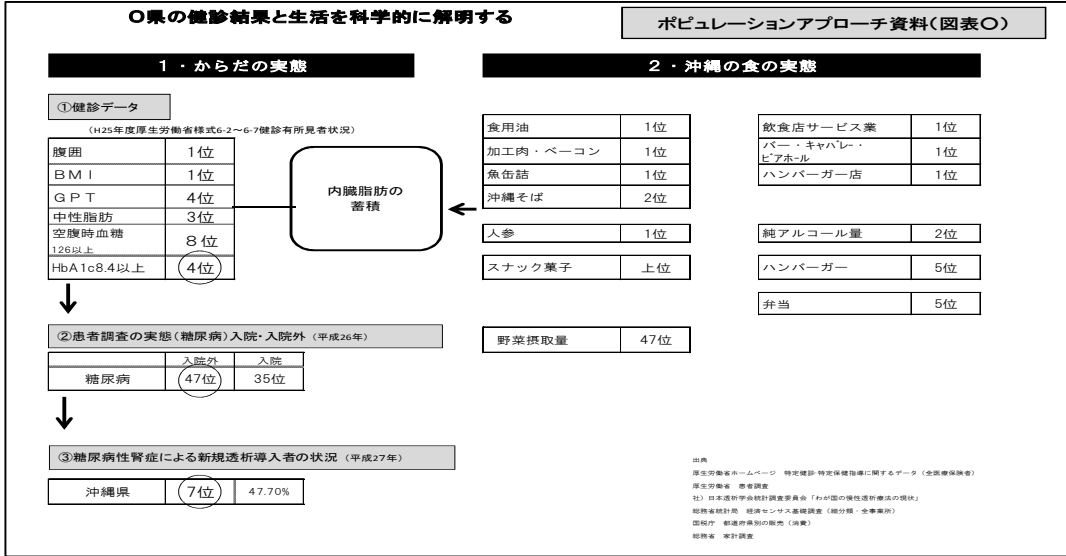 O県の健診結果と生活を科学的に解明する
ポピュレーションアプローチ資料(図表〇)
1・からだの実態
①健診データ
(H25年度厚生労働省様式6-2～6-7健診有所見者状況)
腹囲 1位
BMI 1位
GPT 4位
中性脂肪 3位
空腹時血糖 8位
126以上
HbA1c8.4以上 4位
内臓脂肪の
蓄積
②患者調査の実態(糖尿病)入院・入院外 (平成26年)
入院外 入院
糖尿病 47位 35位
③糖尿病性腎症による新規透析導入者の状況 (平成27年)
沖縄県 7位 47.70%
2・沖縄の食の実態
食用油 1位
加工肉・ベーコン 1位
魚缶詰 1位
沖縄そば 2位
人参 1位
スナック菓子 上位
野菜摂取量 47位
飲食店サービス業 1位
バー・キャバレー・
ビアホール 1位
ハンバーガー店 1位
純アルコール量 2位
ハンバーガー 5位
弁当 5位
出典
厚生労働省ホームページ 特定健診・特定保健指導に関するデータ(全医療保険者)
厚生労働省 患者調査
社)日本透析学会統計調査委員会「わが国の慢性透析療法の現状」
総務省統計局 経済センサス基礎調査(細分類・全事業所)
国税庁 都道府県別の販売(消費)
総務省 家計調査